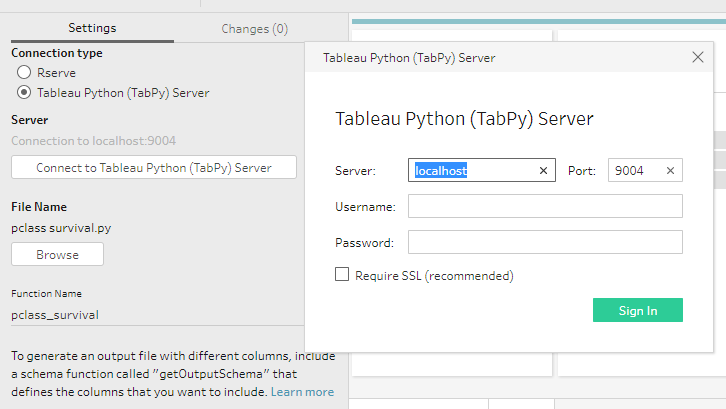 Settings
Changes (0)
Connection type
Rserve
Tableau Python (TabPy) Server
Server
Connection to localhost:9004
Connect to Tableau Python (TabPy) Server
File Name
pclass survival.py
Browse
Function Name
pclass_survival
To generate an output file with different columns, include
a schema function called "getOutputSchema" that
defines the columns that you want to include. Learn more
Tableau Python (TabPy) Server
Tableau Python (TabPy) Server
Server: localhost Port: 9004
Username:
Password:
Require SSL (recommended)
Sign In